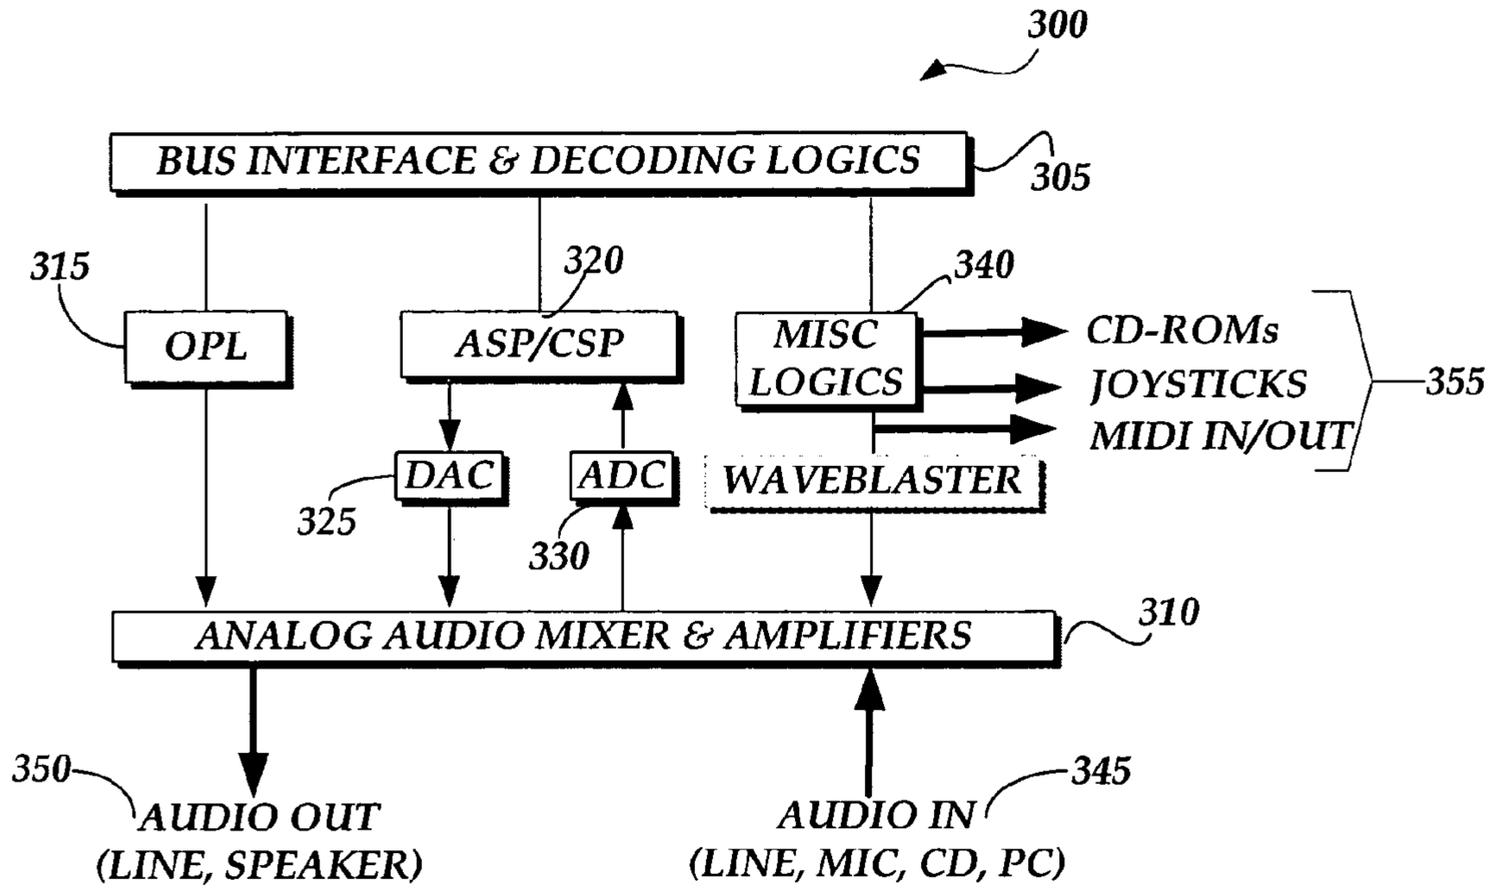 300
BUS INTERFACE & DECODING LOGICS
305
315
320
340
OPL
ASP/CSP
MISC
LOGICS
CD-ROMs
JOYSTICKS
MIDI IN/OUT
355
DAC
ADC
WAVEBLASTER
325
330
ANALOG AUDIO MIXER & AMPLIFIERS
310
350
345
AUDIO OUT
(LINE, SPEAKER)
AUDIO IN
(LINE, MIC, CD, PC)